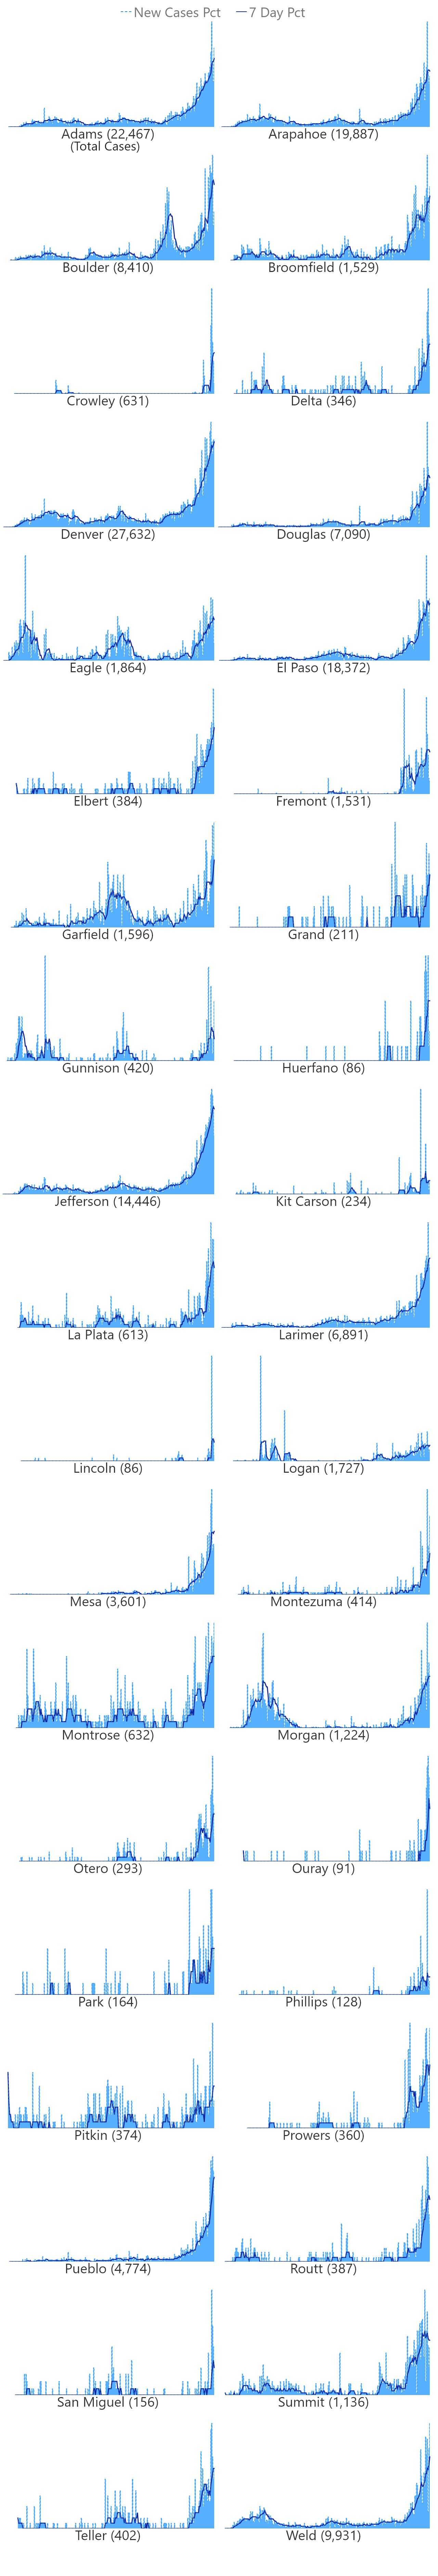 New Cases Pct 7 Day Pct
Adams (22,467) Arapahoe (19,887)
(Total Cases)
Boulder (8,410) Broomfield (1,529)
Crowley (631) Delta (346)
Denver (27,632) Douglas (7,090)
Eagle (1,864) El Paso (18,372)
Elbert (384) Fremont (1,531)
Garfield (1,596) Grand (211)
Gunnison (420) Huerfano (86)
Jefferson (14,446) Kit Carson (234)
La Plata (613) Larimer (6,891)
Lincoln (86) Logan (1,727)
Mesa (3,601) Montezuma (414)
Montrose (632) Morgan (1,224)
Otero (293) Ouray (91)
Park (164) Phillips (128)
Pitkin (374) Prowers (360)
Pueblo (4,774) Routt (387)
San Miguel (156) Summit (1,136)
Teller (402) Weld (9,931)